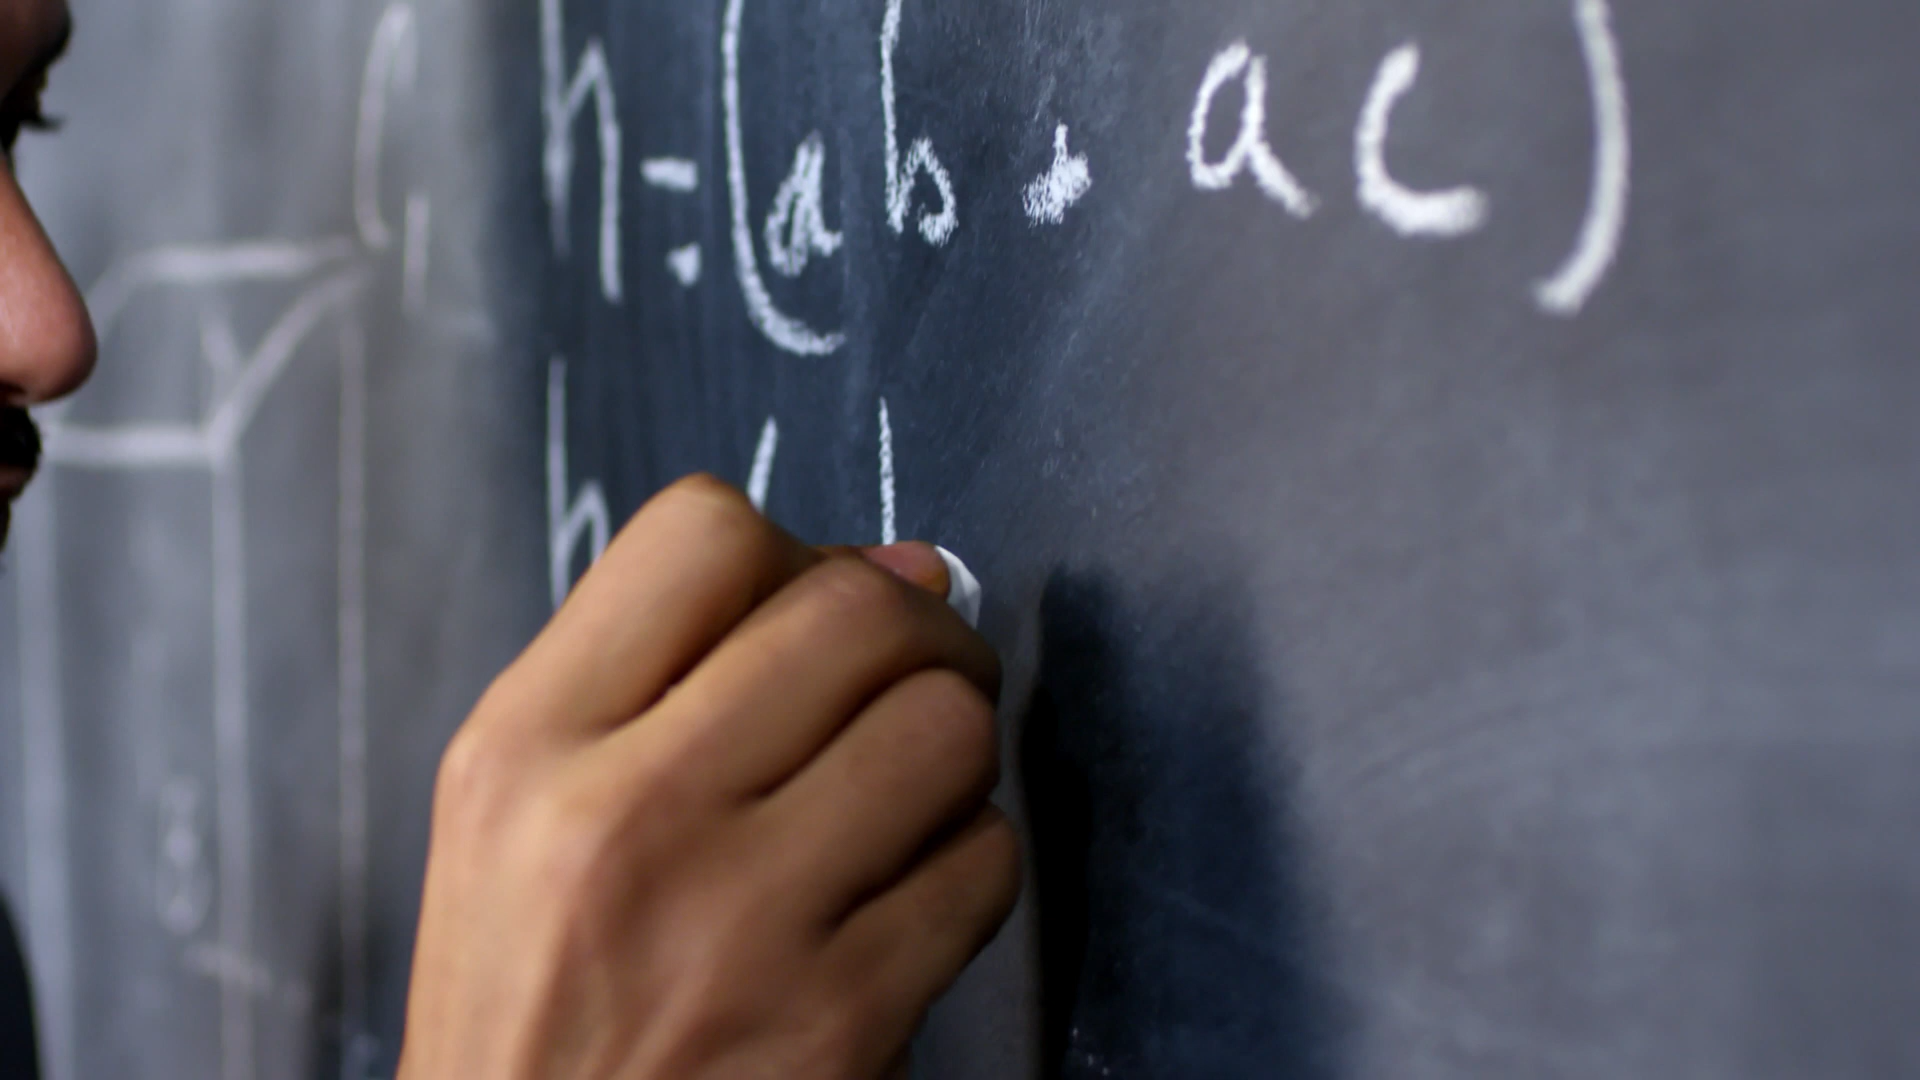 h = (ab . ac)
h (